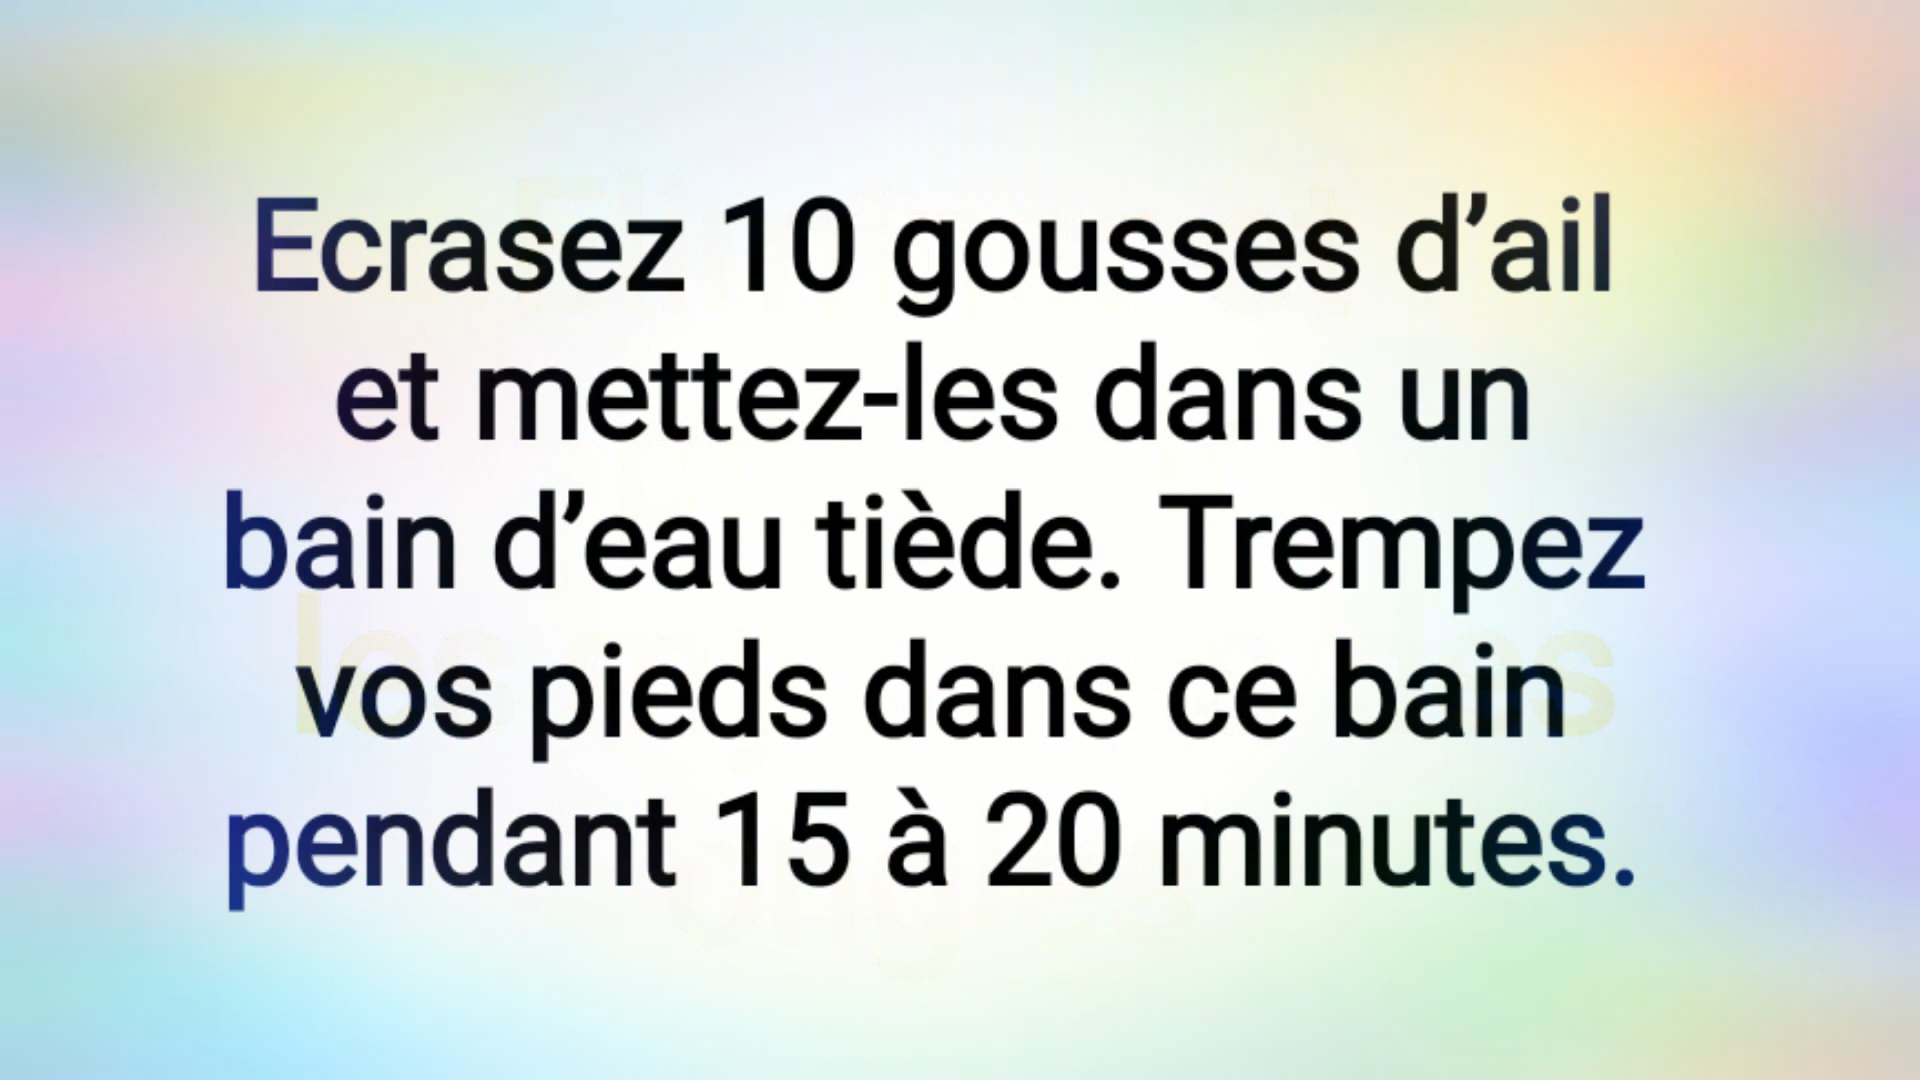 Ecrasez 10 gousses d’ail
et mettez-les dans un
bain d’eau tiède. Trempez
vos pieds dans ce bain
pendant 15 à 20 minutes.